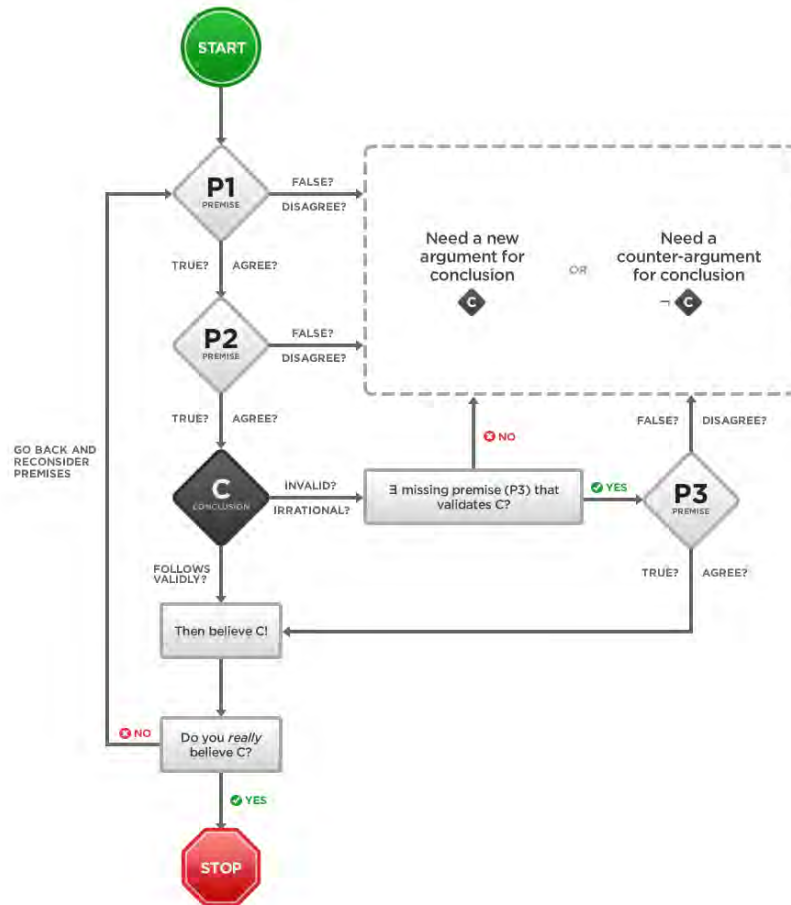 START
P1
PREMISE
FALSE?
DISAGREE?
TRUE? AGREE?
Need a new
argument for
conclusion
C
OR
Need a
counter-argument
for conclusion
¬ C
P2
PREMISE
FALSE?
DISAGREE?
TRUE? AGREE?
GO BACK AND
RECONSIDER
PREMISES
C
CONCLUSION
INVALID?
IRRATIONAL?
NO
∃ missing premise (P3) that
validates C?
YES
FALSE? DISAGREE?
P3
PREMISE
TRUE? AGREE?
FOLLOWS
VALIDLY?
Then believe C!
NO
Do you really
believe C?
YES
STOP